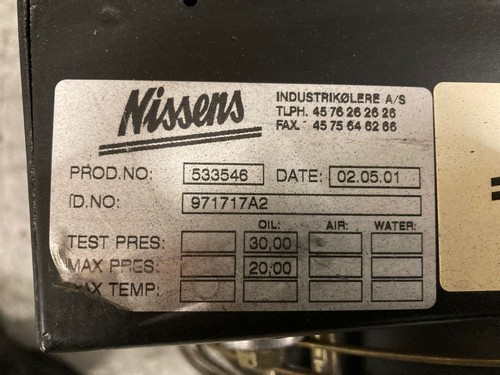 Nissens
INDUSTRIKØLERE A/S
TLPH. 45 76 26 26 26
FAX. 45 75 64 62 66
PROD.NO: 533546 DATE: 02.05.01
ID.NO: 971717A2
OIL: AIR: WATER:
TEST PRES: 30,00
MAX PRES: 20,00
MAX TEMP: